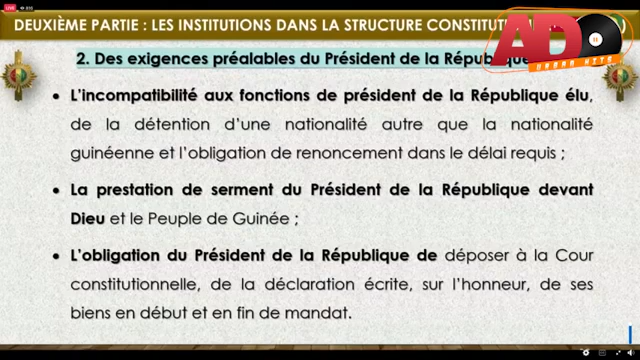 LIVE
DEUXIÈME PARTIE : LES INSTITUTIONS DANS LA STRUCTURE
ADO
URBAN HITS
2. Des exigences préalables du Président de la République
• L'incompatibilité aux fonctions de président de la République élu,
de la détention d'une nationalité autre que la nationalité
guinéenne et l'obligation de renoncement dans le délai requis ;
• La prestation de serment du Président de la République devant
Dieu et le Peuple de Guinée ;
• L'obligation du Président de la République de déposer à la Cour
constitutionnelle, de la déclaration écrite, sur l'honneur, de ses
biens en début et en fin de mandat.